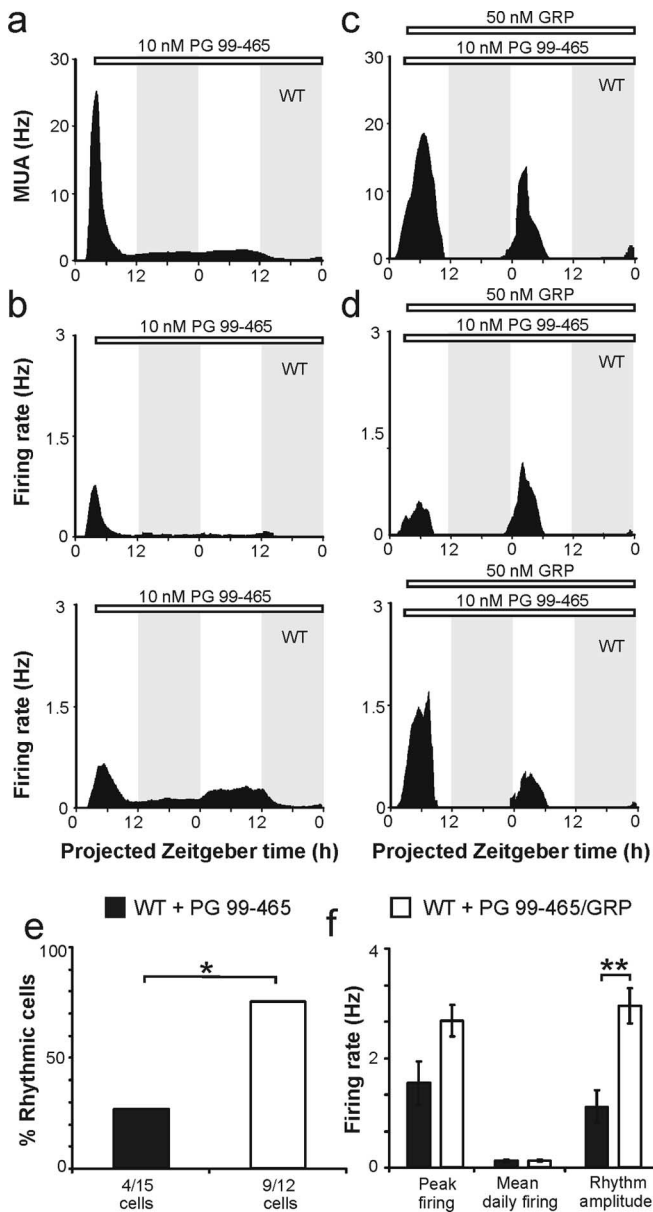 a
10 nM PG 99-465
WT
MUA (Hz)
30
20
10
0
0 12 0 12 0
b
10 nM PG 99-465
WT
Firing rate (Hz)
3
1.5
0
0 12 0 12 0
10 nM PG 99-465
WT
Firing rate (Hz)
3
1.5
0
0 12 0 12 0
Projected Zeitgeber time (h)
c
50 nM GRP
10 nM PG 99-465
WT
30
20
10
0
0 12 0 12 0
d
50 nM GRP
10 nM PG 99-465
WT
3
1.5
0
0 12 0 12 0
50 nM GRP
10 nM PG 99-465
WT
3
1.5
0
0 12 0 12 0
Projected Zeitgeber time (h)
WT + PG 99-465
WT + PG 99-465/GRP
e
% Rhythmic cells
100
50
0
*
4/15
cells
9/12
cells
f
Firing rate (Hz)
4
2
0
**
Peak
firing
Mean
daily firing
Rhythm
amplitude